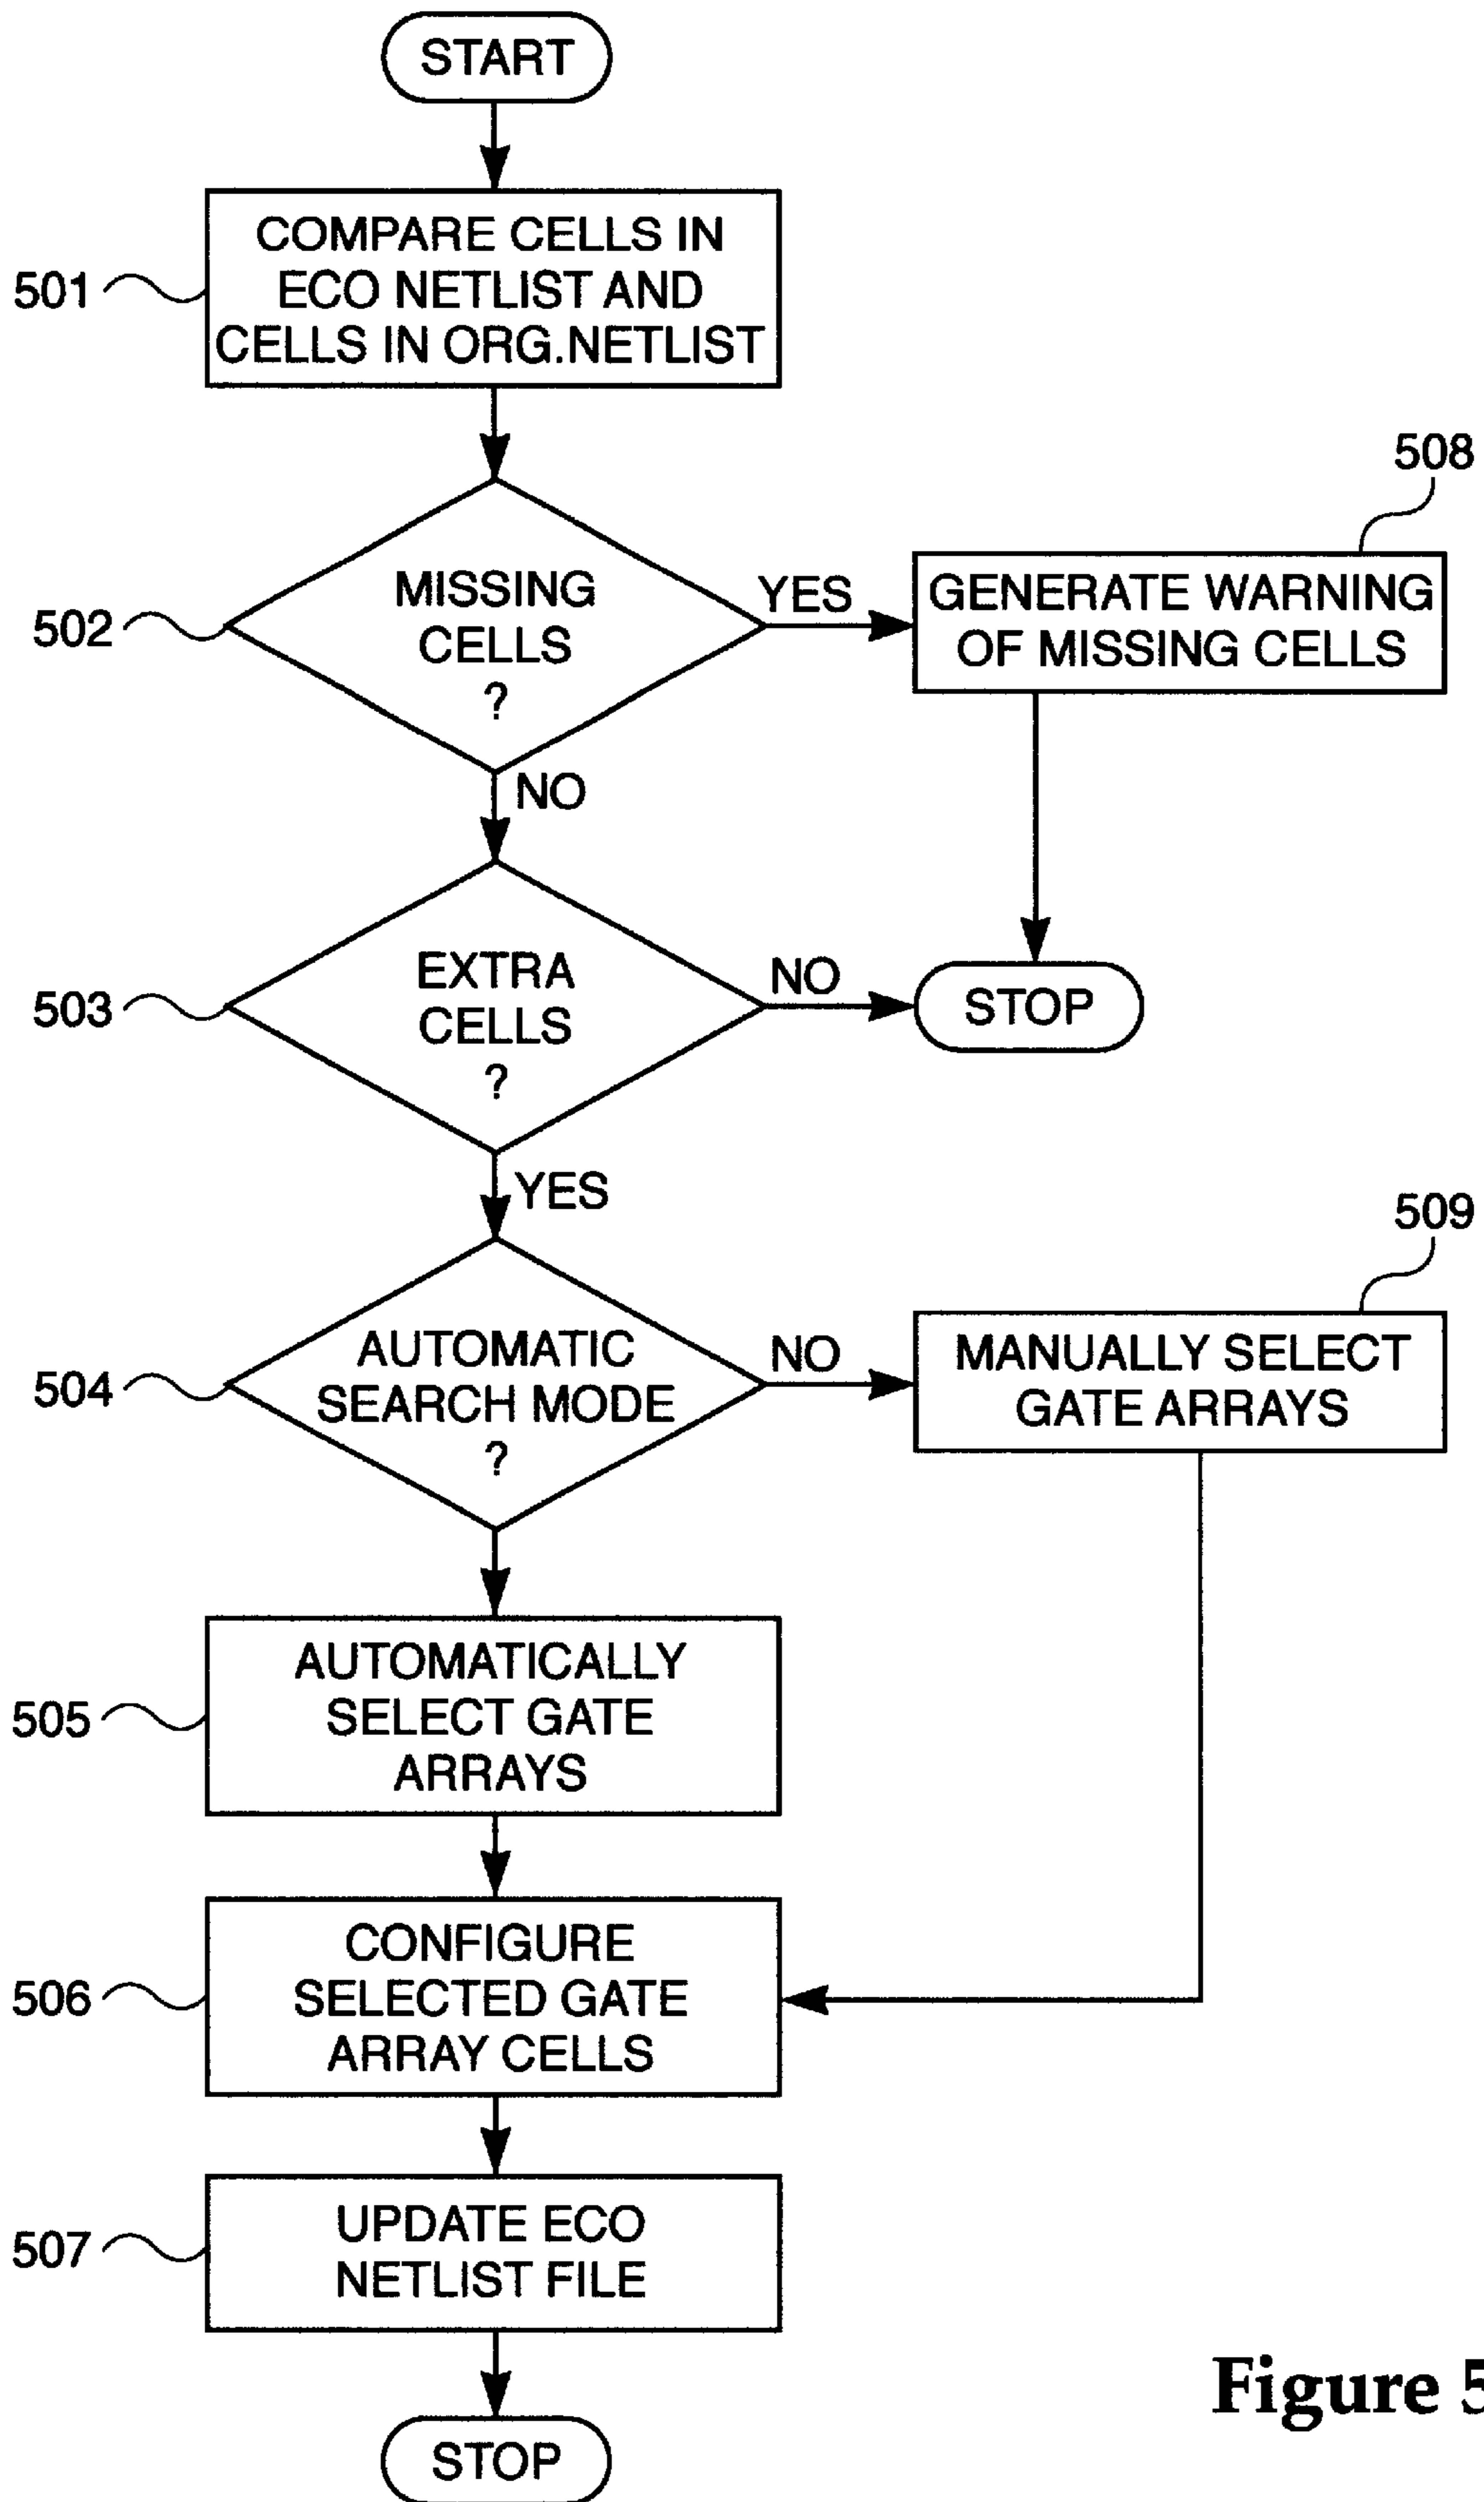 START
COMPARE CELLS IN
ECO NETLIST AND
CELLS IN ORG.NETLIST
501
508
MISSING
CELLS
?
502
YES
GENERATE WARNING
OF MISSING CELLS
NO
EXTRA
CELLS
?
503
NO
STOP
YES
509
AUTOMATIC
SEARCH MODE
?
504
NO
MANUALLY SELECT
GATE ARRAYS
AUTOMATICALLY
SELECT GATE
ARRAYS
505
CONFIGURE
SELECTED GATE
ARRAY CELLS
506
UPDATE ECO
NETLIST FILE
507
STOP
Figure 5